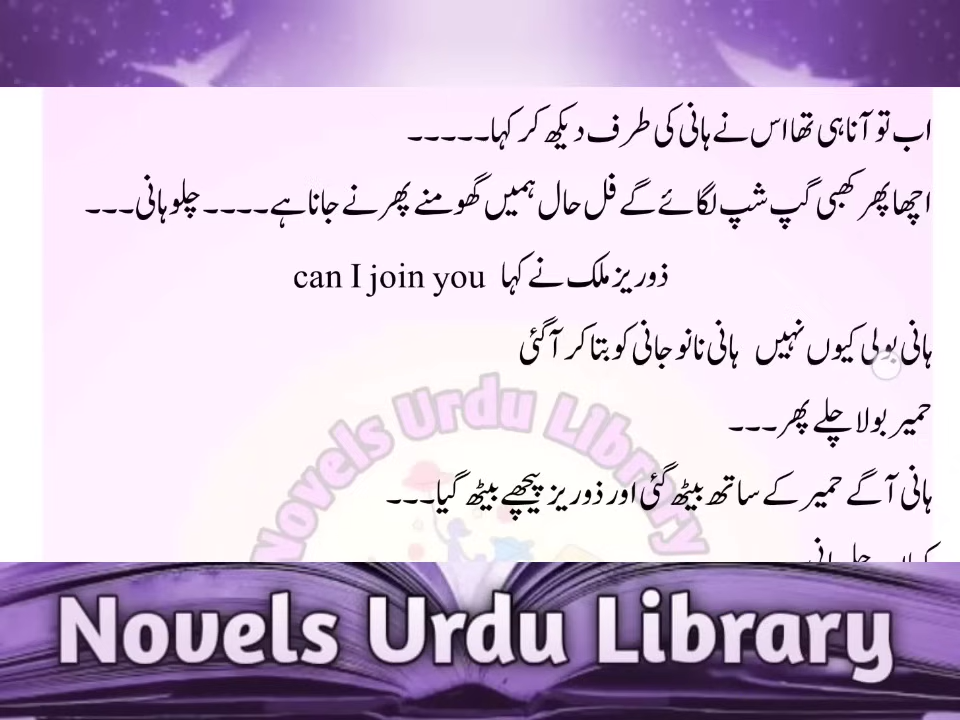 اب تو آنا ہی تھا اس نے ہانی کی طرف دیکھ کر کہا۔۔۔۔۔
اچھا پھر کبھی گپ شپ لگائے گے فل حال ہمیں گھومنے پھرنے جانا ہے۔۔۔۔ چلو ہانی۔۔۔
ذوریز ملک نے کہا can I join you
ہانی بولی کیوں نہیں ہانی نانو جانی کو بتا کر آ گئی
حمیر بولا چلے پھر۔۔۔
ہانی آگے حمیر کے ساتھ بیٹھ گئی اور ذوریز پیچھے بیٹھ گیا۔۔۔
Novels Urdu Library
Novels Urdu Library